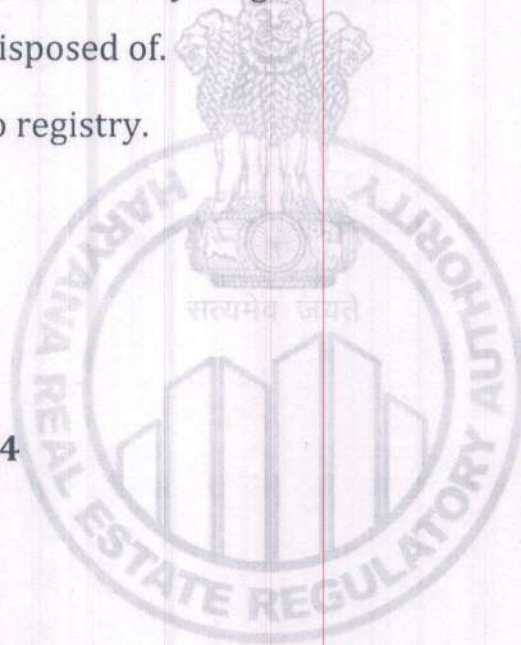 isposed of.
registry.
सत्यमेव जयते
HARYANA REAL ESTATE REGULATORY AUTHORITY
4